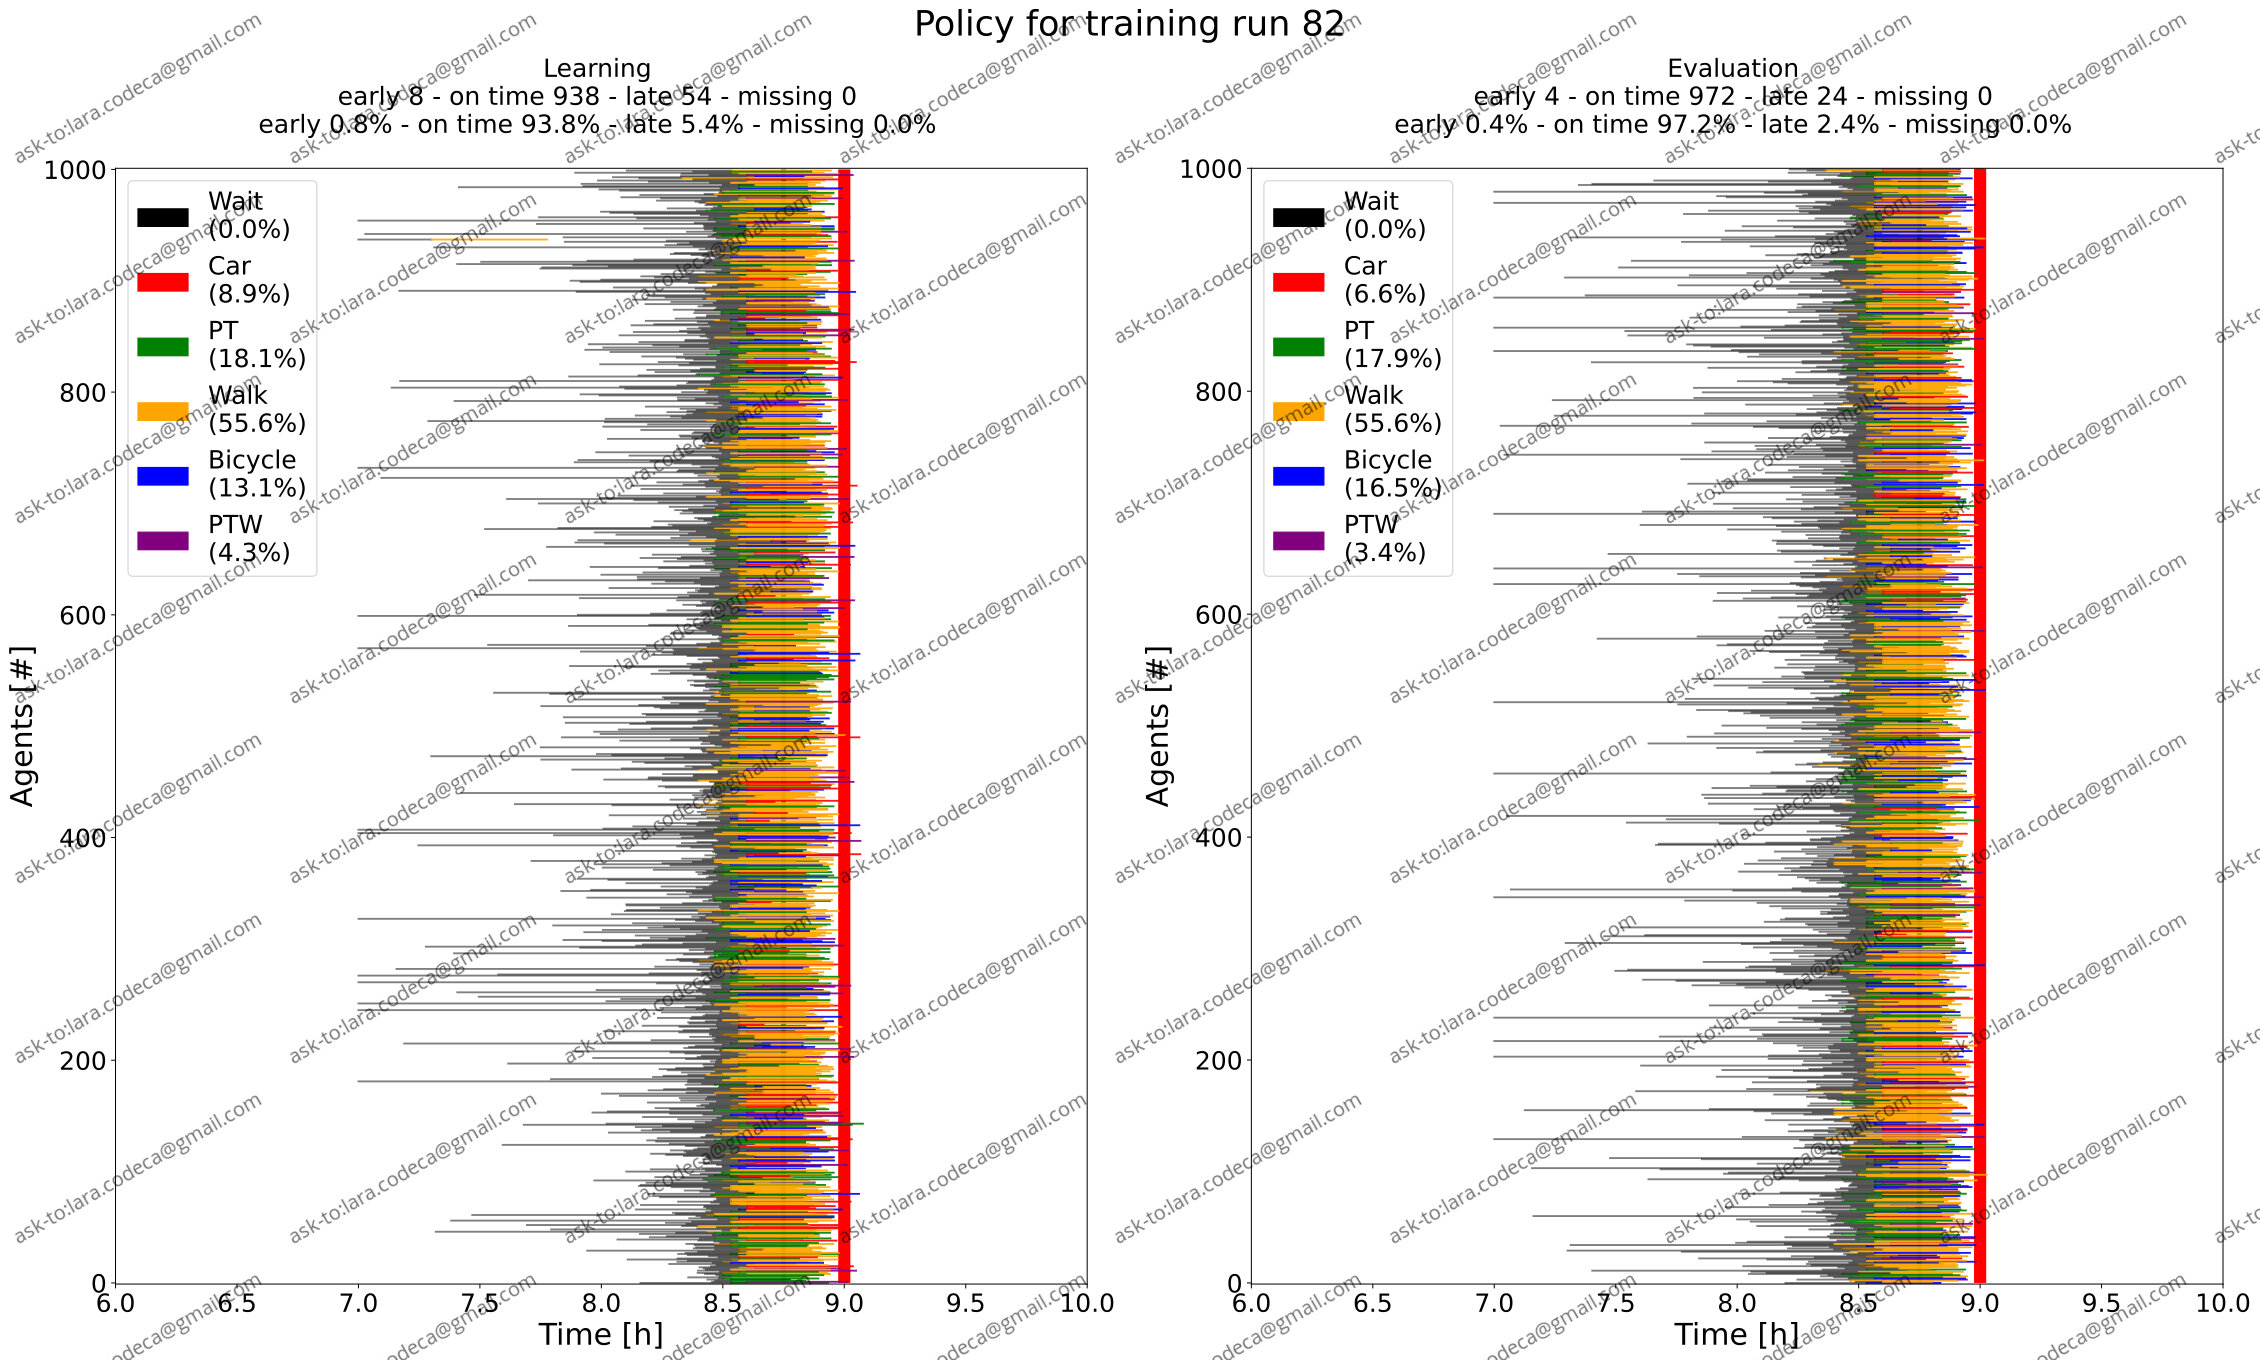 Policy for training run 82
Learning
early 8 - on time 938 - late 54 - missing 0
early 0.8% - on time 93.8% - late 5.4% - missing 0.0%
Agents [#]
1000
800
600
400
200
0
Wait
(0.0%)
Car
(8.9%)
PT
(18.1%)
Walk
(55.6%)
Bicycle
(13.1%)
PTW
(4.3%)
6.0 6.5 7.0 7.5 8.0 8.5 9.0 9.5 10.0
Time [h]
Evaluation
early 4 - on time 972 - late 24 - missing 0
early 0.4% - on time 97.2% - late 2.4% - missing 0.0%
Agents [#]
1000
800
600
400
200
0
Wait
(0.0%)
Car
(6.6%)
PT
(17.9%)
Walk
(55.6%)
Bicycle
(16.5%)
PTW
(3.4%)
6.0 6.5 7.0 7.5 8.0 8.5 9.0 9.5 10.0
Time [h]
ask-to:lara.codeca@gmail.com